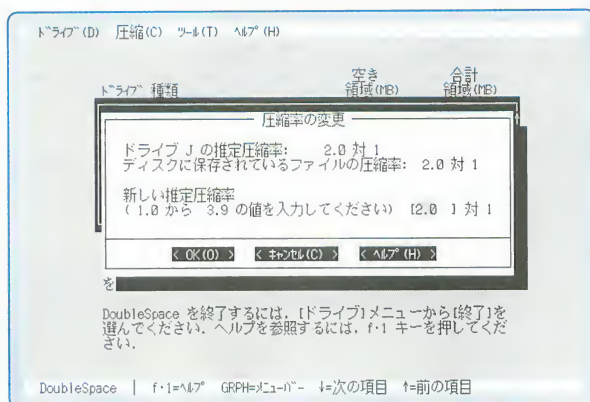 ﾄﾞﾗｲﾌﾞ(D) 圧縮(C) ﾂｰﾙ(T) ﾍﾙﾌﾟ(H)
空き 合計
ﾄﾞﾗｲﾌﾞ 種類 領域(MB) 領域(MB)
圧縮率の変更
ドライブ J の推定圧縮率: 2.0 対 1
ディスクに保存されているファイルの圧縮率: 2.0 対 1
新しい推定圧縮率
( 1.0 から 3.9 の値を入力してください) [2.0 ] 対 1
< OK(O) > < ｷｬﾝｾﾙ(C) > < ﾍﾙﾌﾟ(H) >
を
DoubleSpace を終了するには，[ドライブ]メニューから[終了]を
選んでください．ヘルプを参照するには，f･1 キーを押してくだ
さい．
DoubleSpace | f･1=ﾍﾙﾌﾟ GRPH=ﾒﾆｭｰﾊﾞｰ ↓=次の項目 ↑=前の項目